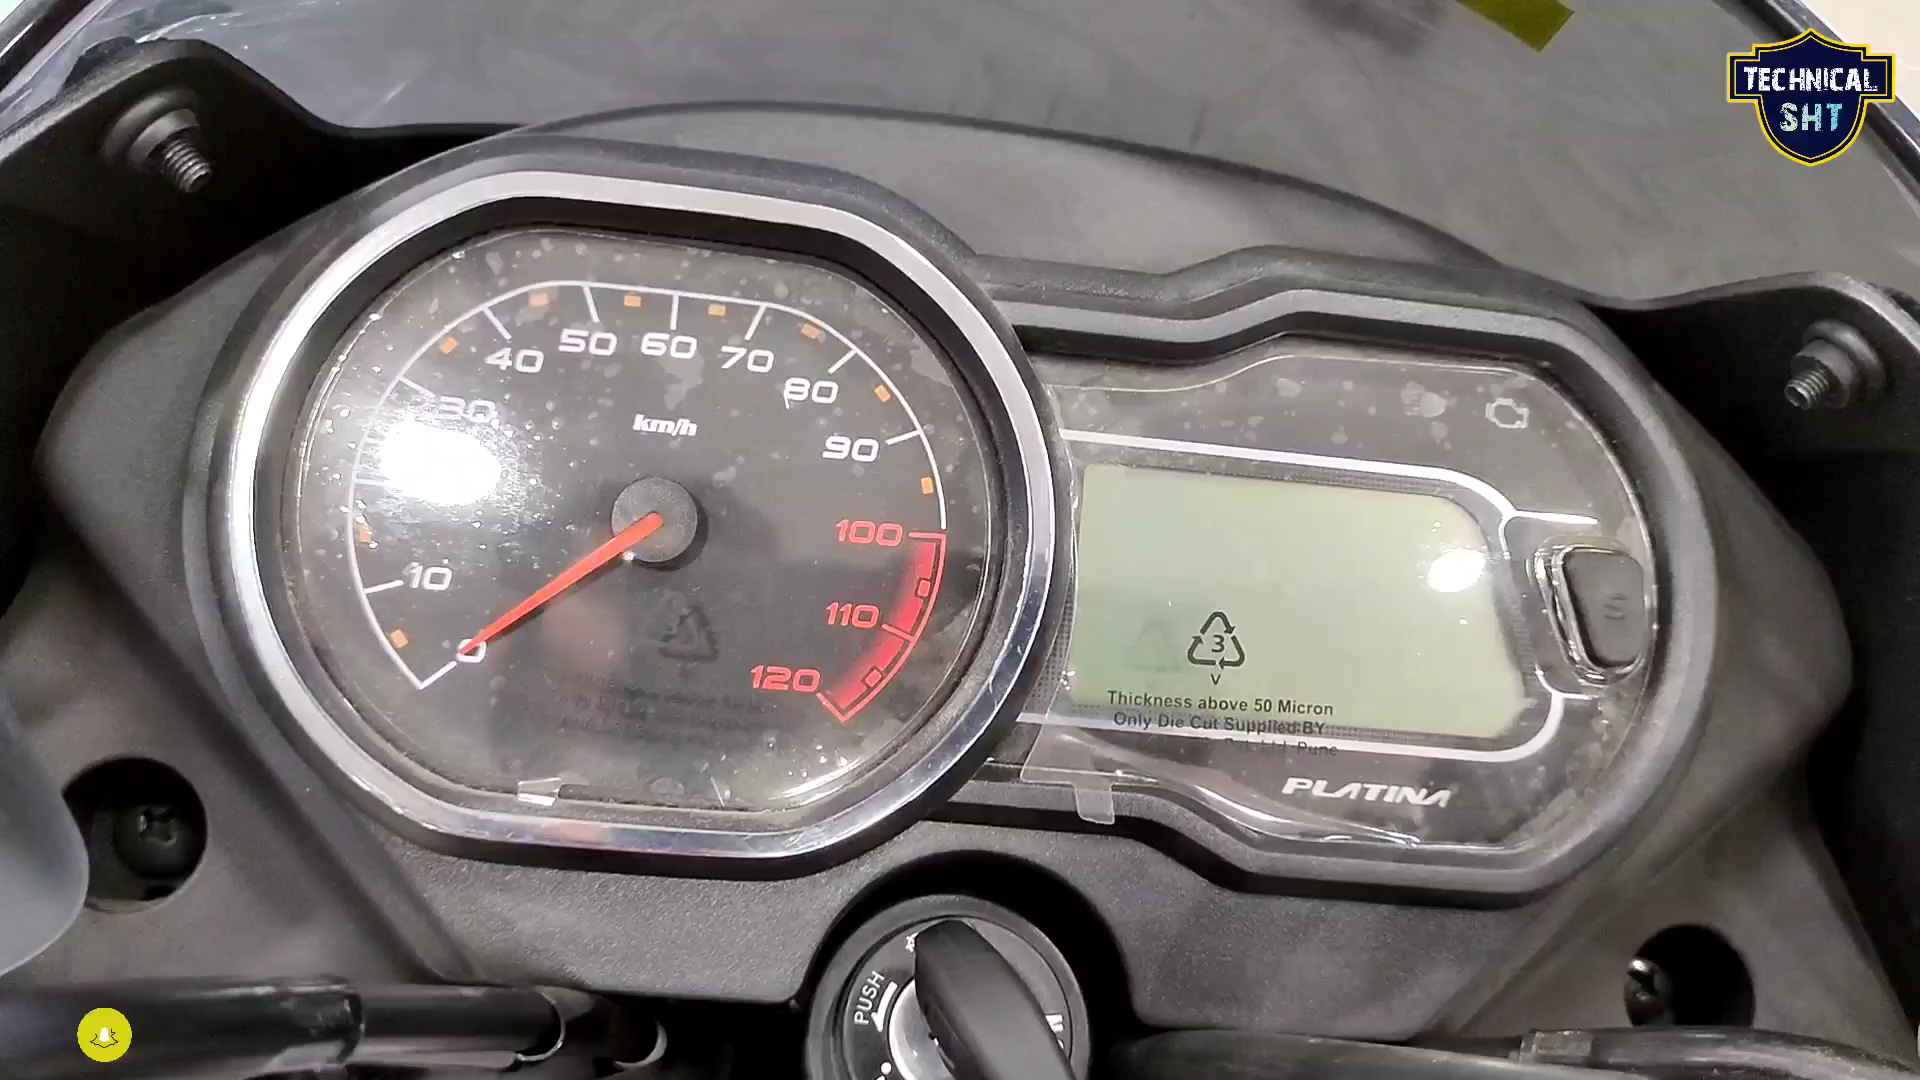 TECHNICAL
SHT
10
30
40
50
60
70
80
90
100
110
120
0
km/h
3
V
Thickness above 50 Micron
Only Die Cut Supplied BY
Pune
PLATINA
PUSH